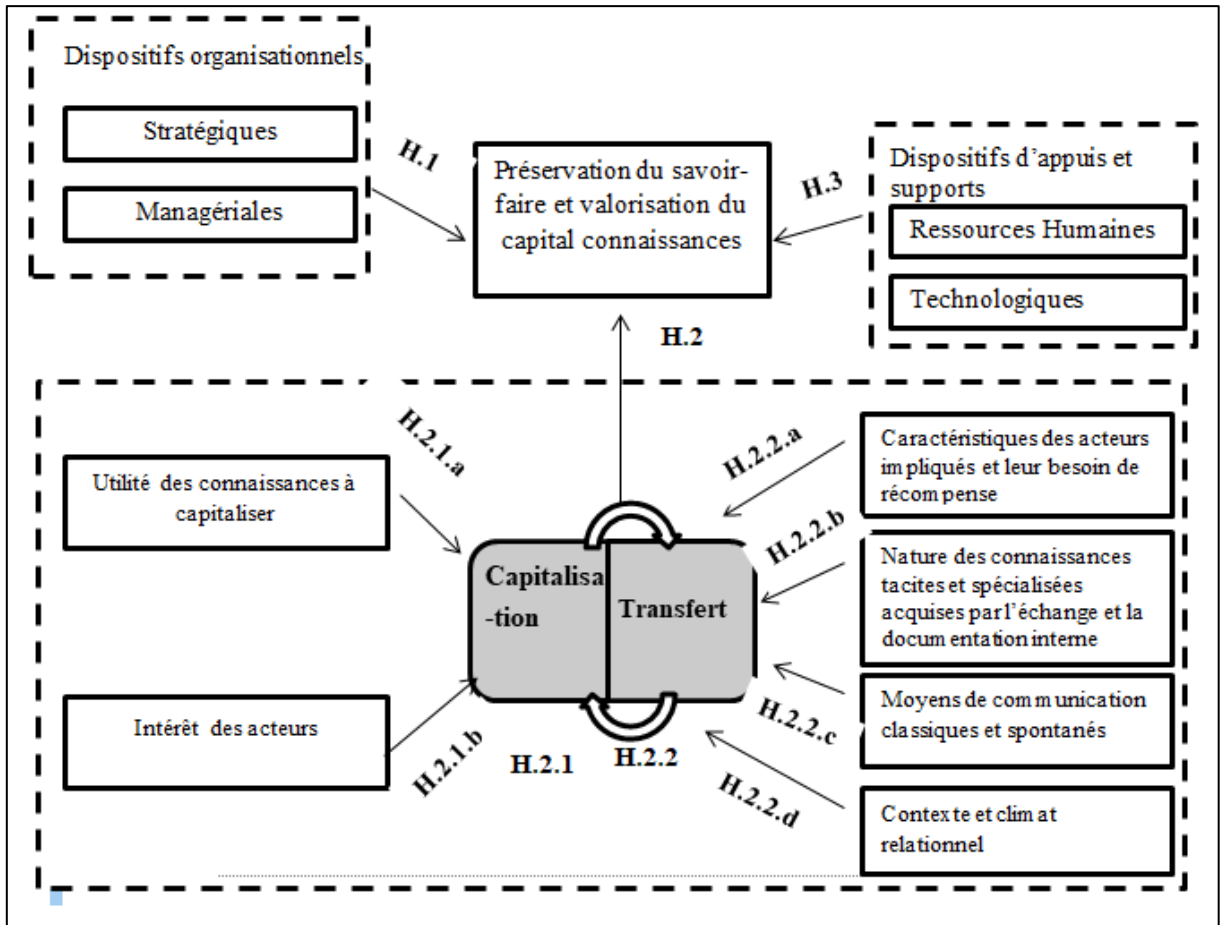 Dispositifs organisationnels
Stratégiques
Managériales
H.1
Préservation du savoir-
faire et valorisation du
capital connaissances
H.3
Dispositifs d'appuis et
supports
Ressources Humaines
Technologiques
H.2
Utilité des connaissances à
capitaliser
H.2.1.a
Intérêt des acteurs
H.2.1.b
Capitalisa
-tion
Transfert
H.2.1
H.2.2
H.2.2.a
Caractéristiques des acteurs
impliqués et leur besoin de
récompense
H.2.2.b
Nature des connaissances
tacites et spécialisées
acquises par l'échange et la
documentation interne
H.2.2.c
Moyens de communication
classiques et spontanés
H.2.2.d
Contexte et climat
relationnel